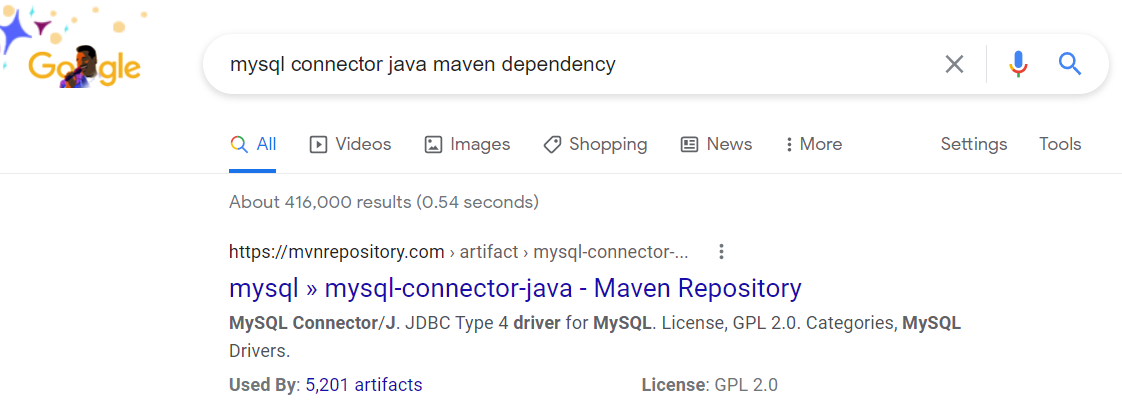 Google
mysql connector java maven dependency
All Videos Images Shopping News More Settings Tools
About 416,000 results (0.54 seconds)
https://mvnrepository.com › artifact › mysql-connector-...
mysql » mysql-connector-java - Maven Repository
MySQL Connector/J. JDBC Type 4 driver for MySQL. License, GPL 2.0. Categories, MySQL
Drivers.
Used By: 5,201 artifacts License: GPL 2.0